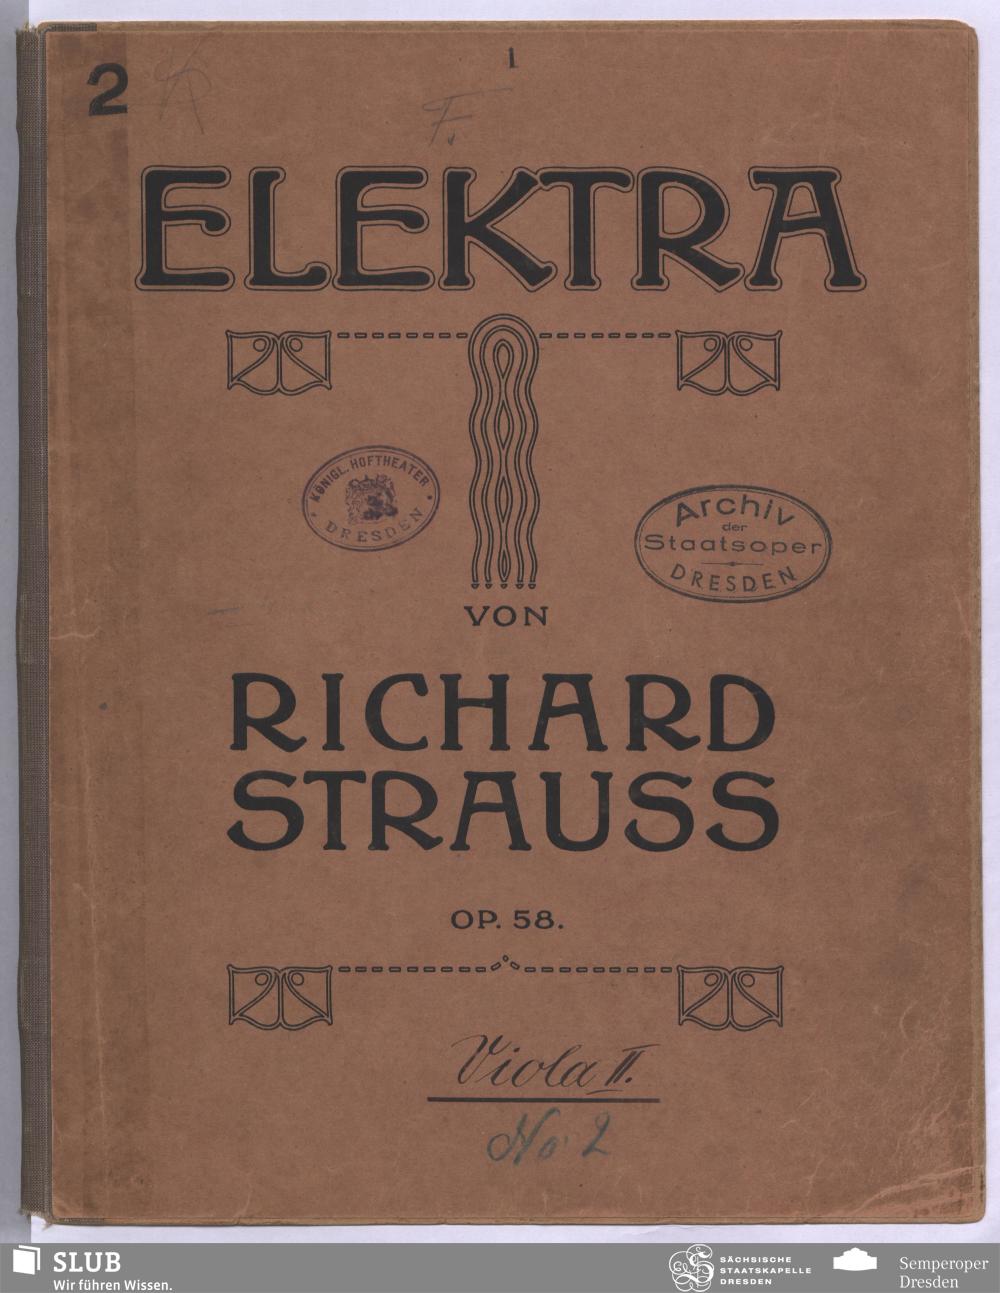 2
1
F.
ELEKTRA
KÖNIGL. HOFTHEATER
DRESDEN
Archiv
der
Staatsoper
DRESDEN
VON
RICHARD
STRAUSS
OP. 58.
Viola II.
No 2
SLUB
Wir führen Wissen.
SÄCHSISCHE
STAATSKAPELLE
DRESDEN
Semperoper
Dresden